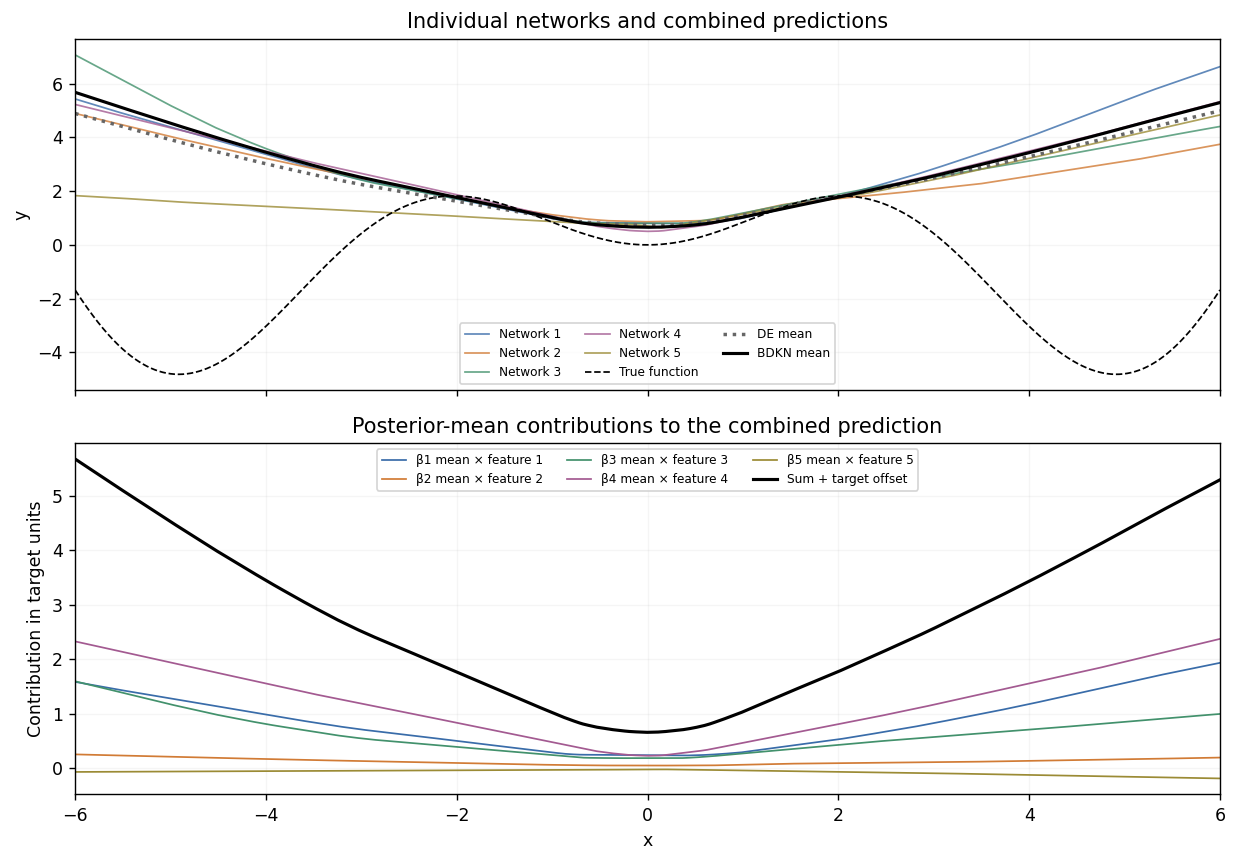 Individual networks and combined predictions
6
4
2
0
−2
−4
y
Network 1
Network 2
Network 3
Network 4
Network 5
True function
DE mean
BDKN mean
Posterior-mean contributions to the combined prediction
5
4
3
2
1
0
Contribution in target units
β1 mean × feature 1
β2 mean × feature 2
β3 mean × feature 3
β4 mean × feature 4
β5 mean × feature 5
Sum + target offset
−6 −4 −2 0 2 4 6
x